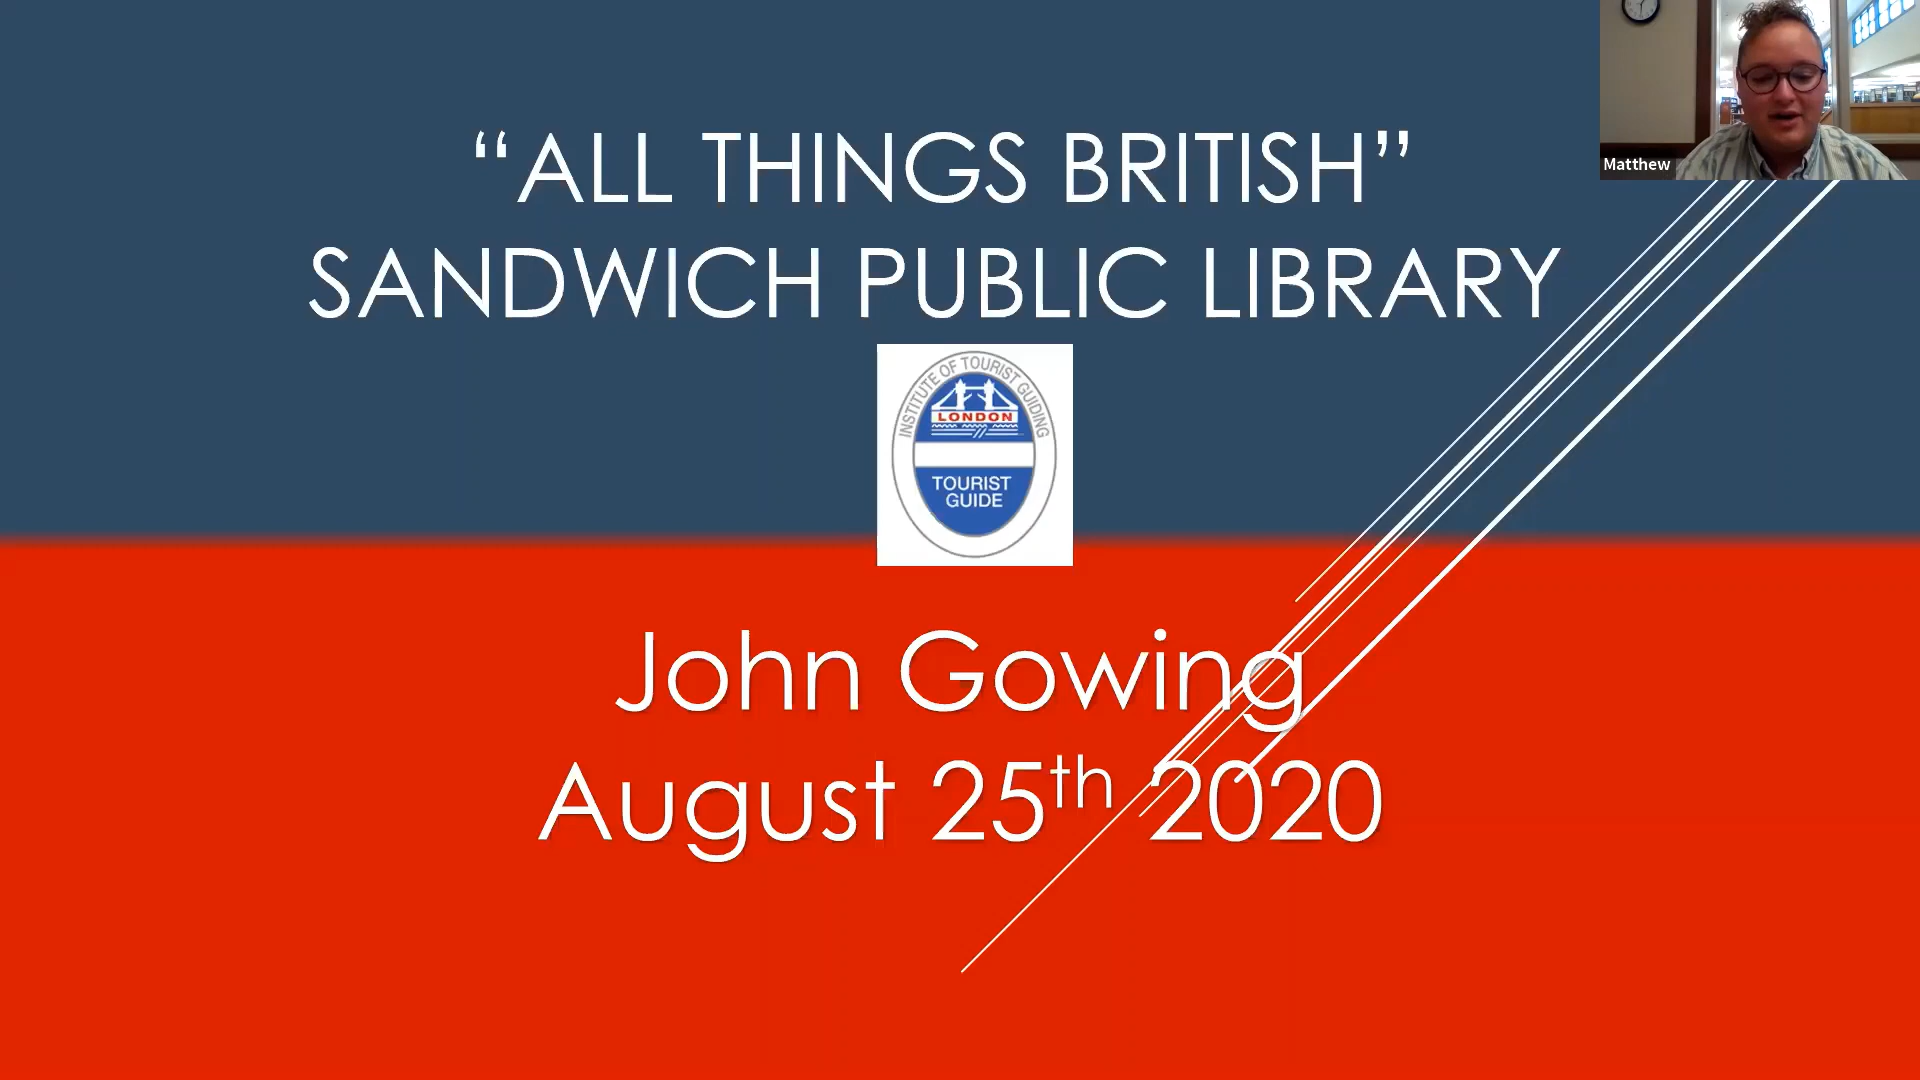 “ALL THINGS BRITISH”
SANDWICH PUBLIC LIBRARY
INSTITUTE OF TOURIST GUIDING
LONDON
TOURIST
GUIDE
John Gowing
August 25th 2020
Matthew